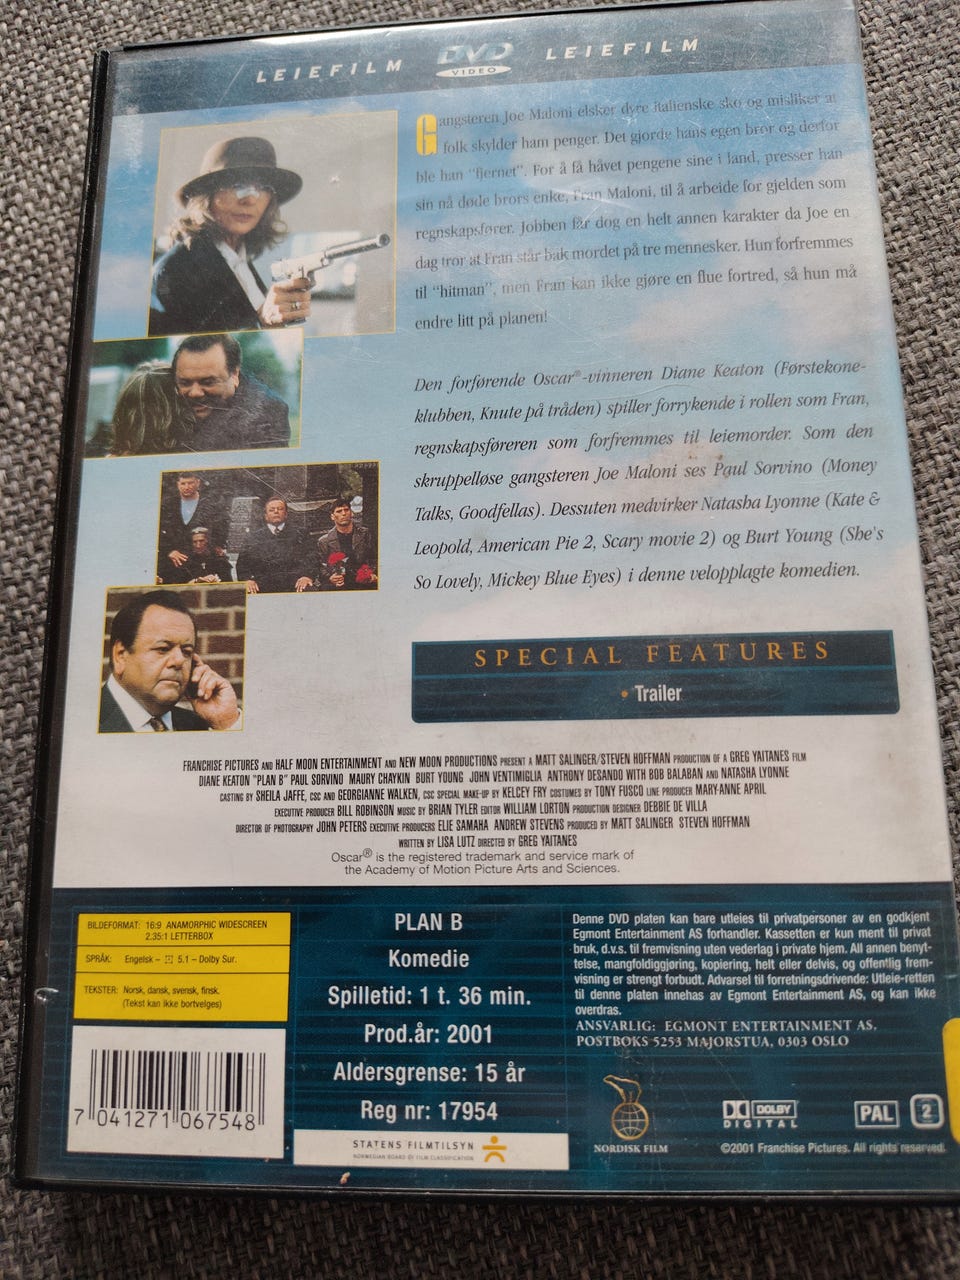 LEIEFILM DVD VIDEO LEIEFILM
Gangsteren Joe Maloni elsker dyre italienske sko og misliker at
folk skylder ham penger. Det gjorde hans egen bror og derfor
ble han "fjernet". For å få håvet pengene sine i land, presser han
sin nå døde brors enke, Fran Maloni, til å arbeide for gjelden som
regnskapsfører. Jobben får dog en helt annen karakter da Joe en
dag tror at Fran står bak mordet på tre mennesker. Hun forfremmes
til "hitman", men Fran kan ikke gjøre en flue fortred, så hun må
endre litt på planen!
Den forførende Oscar®-vinneren Diane Keaton (Førstekone-
klubben, Knute på tråden) spiller forrykende i rollen som Fran,
regnskapsføreren som forfremmes til leiemorder. Som den
skruppelløse gangsteren Joe Maloni ses Paul Sorvino (Money
Talks, Goodfellas). Dessuten medvirker Natasha Lyonne (Kate &
Leopold, American Pie 2, Scary movie 2) og Burt Young (She's
So Lovely, Mickey Blue Eyes) i denne velopplagte komedien.
SPECIAL FEATURES
• Trailer
FRANCHISE PICTURES AND HALF MOON ENTERTAINMENT AND NEW MOON PRODUCTIONS PRESENT A MATT SALINGER/STEVEN HOFFMAN PRODUCTION OF A GREG YAITANES FILM
DIANE KEATON "PLAN B" PAUL SORVINO MAURY CHAYKIN BURT YOUNG JOHN VENTIMIGLIA ANTHONY DESANDO WITH BOB BALABAN AND NATASHA LYONNE
CASTING BY SHEILA JAFFE, CSC AND GEORGIANNE WALKEN, CSC SPECIAL MAKE-UP BY KELCEY FRY COSTUMES BY TONY FUSCO LINE PRODUCER MARY-ANNE APRIL
EXECUTIVE PRODUCER BILL ROBINSON MUSIC BY BRIAN TYLER EDITOR WILLIAM LORTON PRODUCTION DESIGNER DEBBIE DE VILLA
DIRECTOR OF PHOTOGRAPHY JOHN PETERS EXECUTIVE PRODUCERS ELIE SAMAHA ANDREW STEVENS PRODUCED BY MATT SALINGER STEVEN HOFFMAN
WRITTEN BY LISA LUTZ DIRECTED BY GREG YAITANES
Oscar® is the registered trademark and service mark of
the Academy of Motion Picture Arts and Sciences.
BILDEFORMAT: 16:9 ANAMORPHIC WIDESCREEN
2.35:1 LETTERBOX
SPRÅK: Engelsk – 5.1 – Dolby Sur.
TEKSTER: Norsk, dansk, svensk, finsk.
(Tekst kan ikke bortvelges)
7 041271 067548
PLAN B
Komedie
Spilletid: 1 t. 36 min.
Prod.år: 2001
Aldersgrense: 15 år
Reg nr: 17954
STATENS FILMTILSYN
NORWEGIAN BOARD OF FILM CLASSIFICATION
Denne DVD platen kan bare utleies til privatpersoner av en godkjent
Egmont Entertainment AS forhandler. Kassetten er kun ment til privat
bruk, d.v.s. til fremvisning uten vederlag i private hjem. All annen benyt-
telse, mangfoldiggjøring, kopiering, helt eller delvis, og offentlig frem-
visning er strengt forbudt. Advarsel til forretningsdrivende: Utleie-retten
til denne platen innehas av Egmont Entertainment AS, og kan ikke
overdras.
ANSVARLIG: EGMONT ENTERTAINMENT AS.
POSTBOKS 5253 MAJORSTUA, 0303 OSLO
NORDISK FILM
DOLBY
DIGITAL
PAL 2
©2001 Franchise Pictures. All rights reserved.